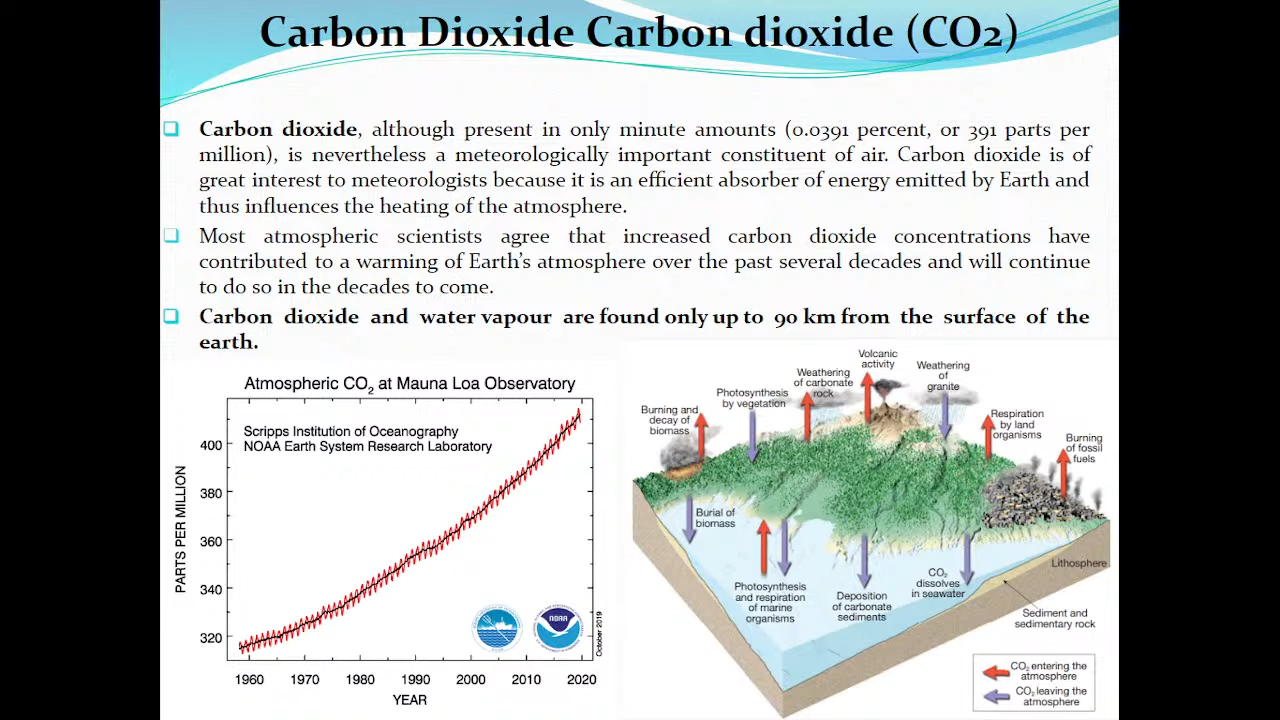 Carbon Dioxide Carbon dioxide (CO2)
Carbon dioxide, although present in only minute amounts (0.0391 percent, or 391 parts per
million), is nevertheless a meteorologically important constituent of air. Carbon dioxide is of
great interest to meteorologists because it is an efficient absorber of energy emitted by Earth and
thus influences the heating of the atmosphere.
Most atmospheric scientists agree that increased carbon dioxide concentrations have
contributed to a warming of Earth's atmosphere over the past several decades and will continue
to do so in the decades to come.
Carbon dioxide and water vapour are found only up to 90 km from the surface of the
earth.
Atmospheric CO2 at Mauna Loa Observatory
Scripps Institution of Oceanography
NOAA Earth System Research Laboratory
PARTS PER MILLION
400
380
360
340
320
1960 1970 1980 1990 2000 2010 2020
YEAR
NOAA
October 2019
Burning and
decay of
biomass
Photosynthesis
by vegetation
Weathering
of carbonate
rock
Volcanic
activity
Weathering
of
granite
Respiration
by land
organisms
Burning
of fossil
fuels
Burial of
biomass
Photosynthesis
and respiration
of marine
organisms
Deposition
of carbonate
sediments
CO2
dissolves
in seawater
Lithosphere
Sediment and
sedimentary rock
CO2 entering the
atmosphere
CO2 leaving the
atmosphere